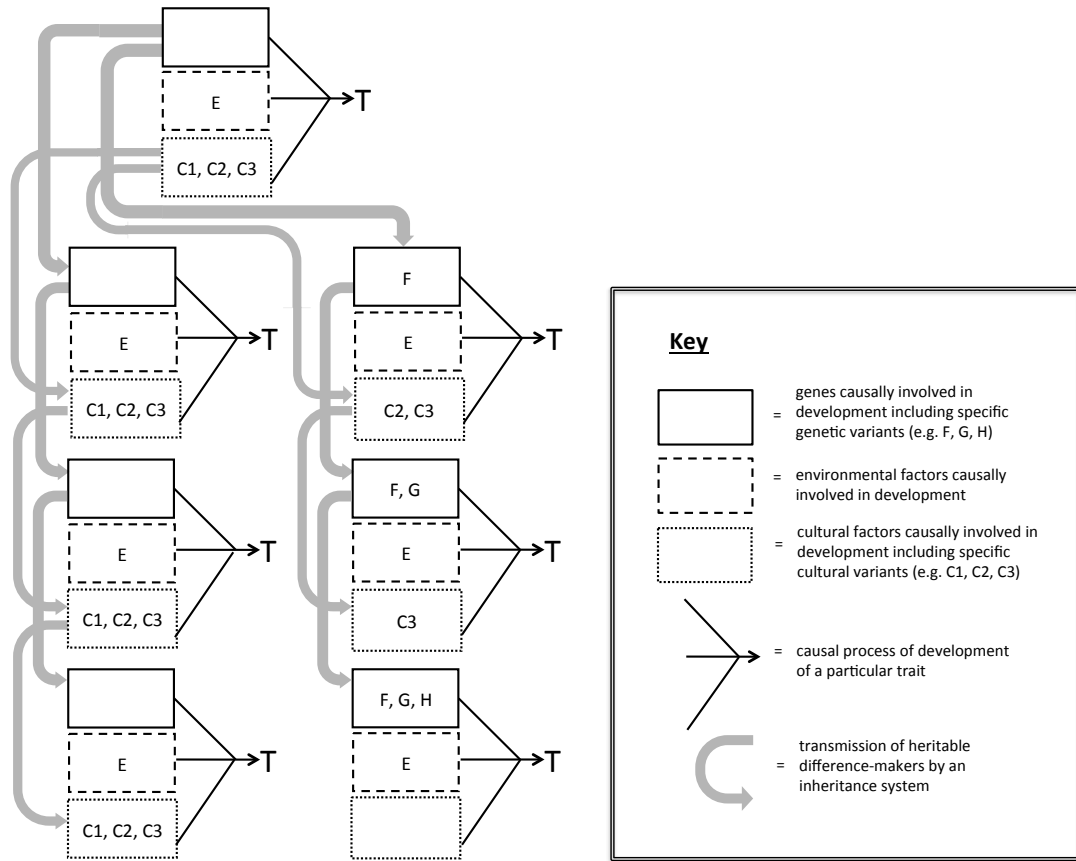 E
T
C1, C2, C3
F
E
T
E
T
C1, C2, C3
C2, C3
F, G
E
T
E
T
C1, C2, C3
C3
F, G, H
E
T
E
T
C1, C2, C3
Key
= genes causally involved in
development including specific
genetic variants (e.g. F, G, H)
= environmental factors causally
involved in development
= cultural factors causally involved in
development including specific
cultural variants (e.g. C1, C2, C3)
= causal process of development
of a particular trait
transmission of heritable
= difference-makers by an
inheritance system